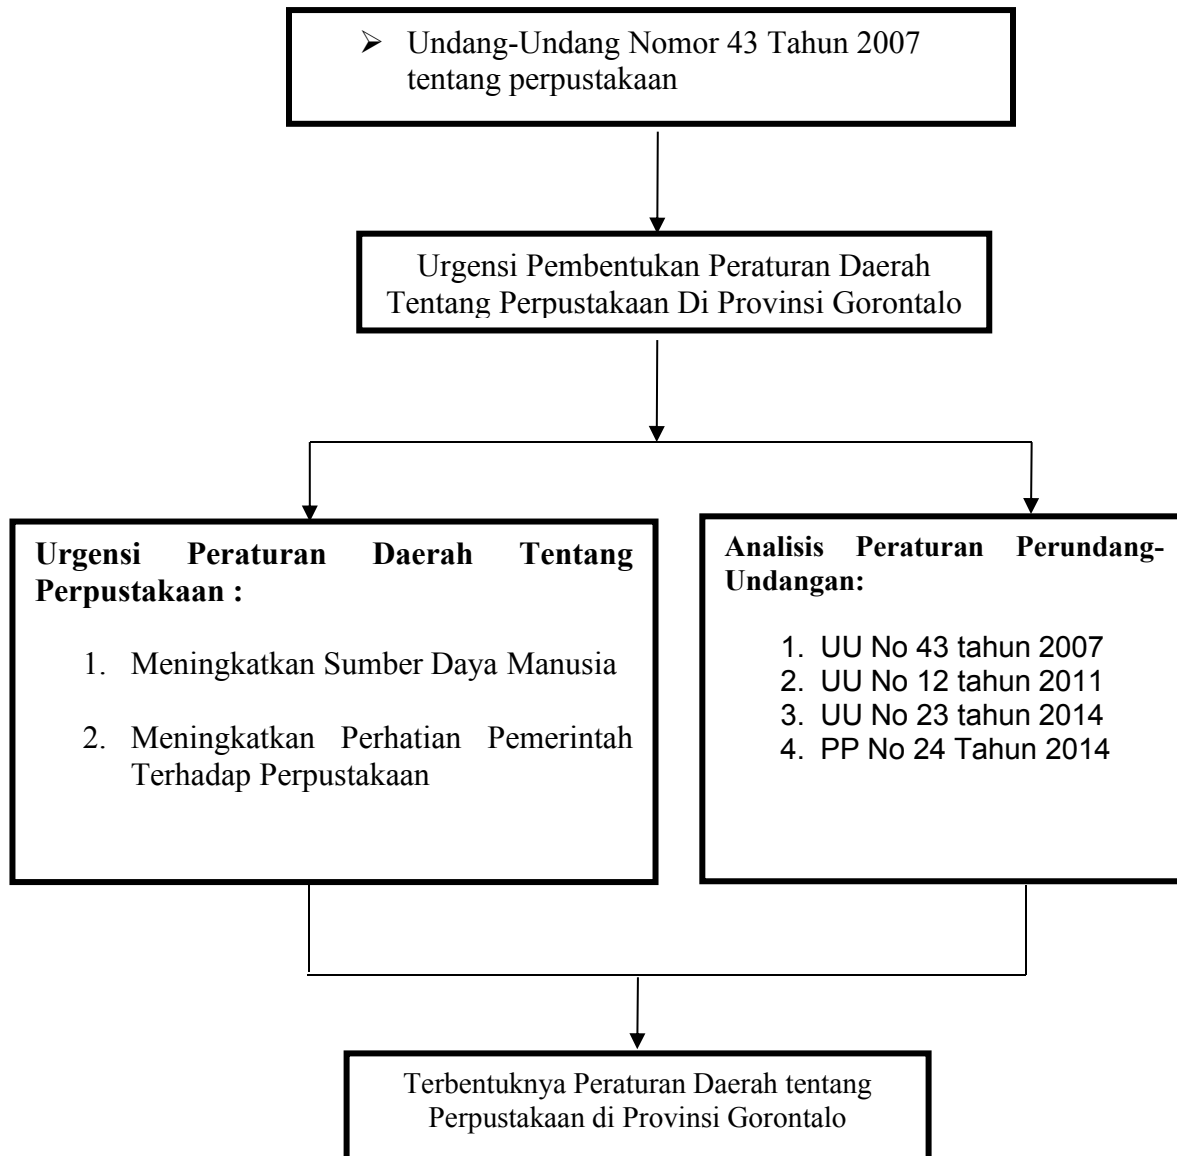 ➢ Undang-Undang Nomor 43 Tahun 2007
tentang perpustakaan
Urgensi Pembentukan Peraturan Daerah
Tentang Perpustakaan Di Provinsi Gorontalo
Urgensi Peraturan Daerah Tentang
Perpustakaan :
1. Meningkatkan Sumber Daya Manusia
2. Meningkatkan Perhatian Pemerintah
Terhadap Perpustakaan
Analisis Peraturan Perundang-
Undangan:
1. UU No 43 tahun 2007
2. UU No 12 tahun 2011
3. UU No 23 tahun 2014
4. PP No 24 Tahun 2014
Terbentuknya Peraturan Daerah tentang
Perpustakaan di Provinsi Gorontalo